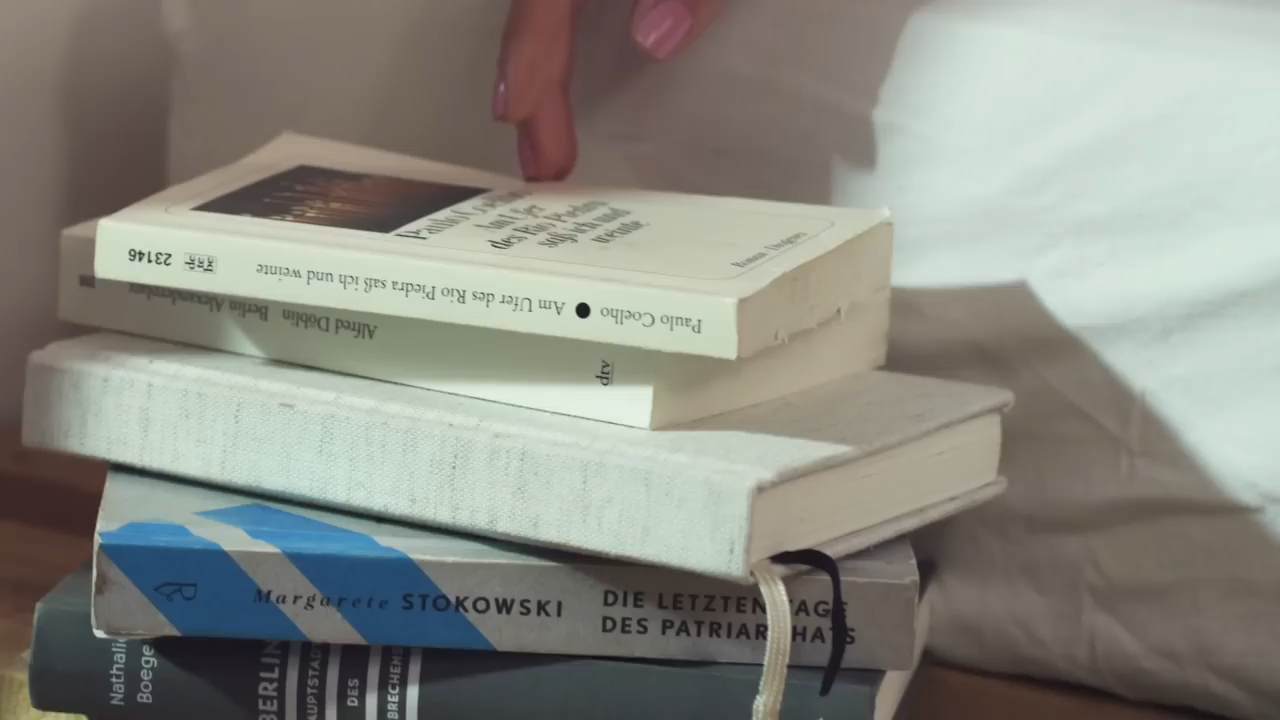 Paulo Coelho
Am Ufer
des Rio Piedra
saß ich und
weinte
Roman · Diogenes
Paulo Coelho Am Ufer des Rio Piedra saß ich und weinte 23146
dtv Alfred Döblin Berlin Alexanderplatz
Margarete STOKOWSKI
DIE LETZTEN TAGE
DES PATRIARCHATS
Nathalie
Boege
BERLIN
HAUPTSTADT
DES
VERBRECHENS